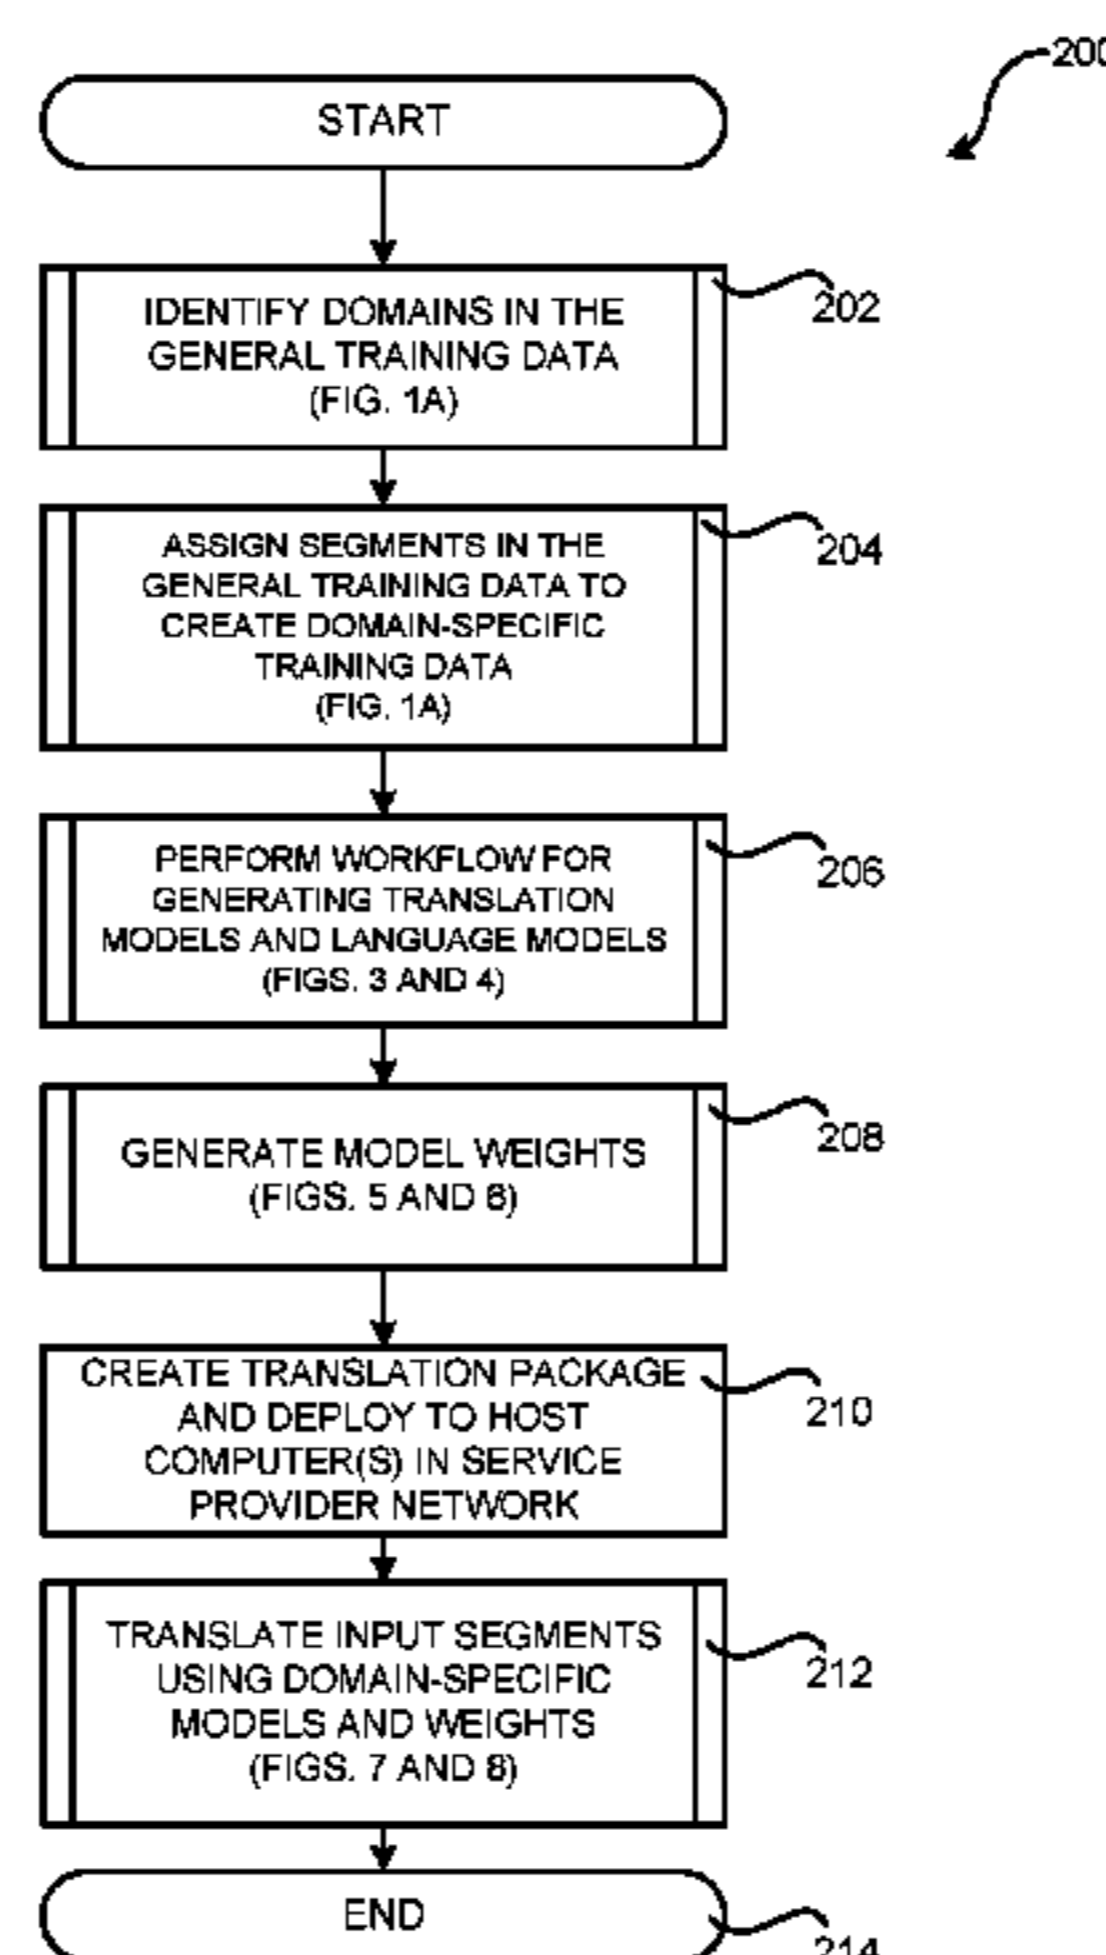 200
START
IDENTIFY DOMAINS IN THE
GENERAL TRAINING DATA
(FIG. 1A)
202
ASSIGN SEGMENTS IN THE
GENERAL TRAINING DATA TO
CREATE DOMAIN-SPECIFIC
TRAINING DATA
(FIG. 1A)
204
PERFORM WORKFLOW FOR
GENERATING TRANSLATION
MODELS AND LANGUAGE MODELS
(FIGS. 3 AND 4)
206
GENERATE MODEL WEIGHTS
(FIGS. 5 AND 6)
208
CREATE TRANSLATION PACKAGE
AND DEPLOY TO HOST
COMPUTER(S) IN SERVICE
PROVIDER NETWORK
210
TRANSLATE INPUT SEGMENTS
USING DOMAIN-SPECIFIC
MODELS AND WEIGHTS
(FIGS. 7 AND 8)
212
END
214